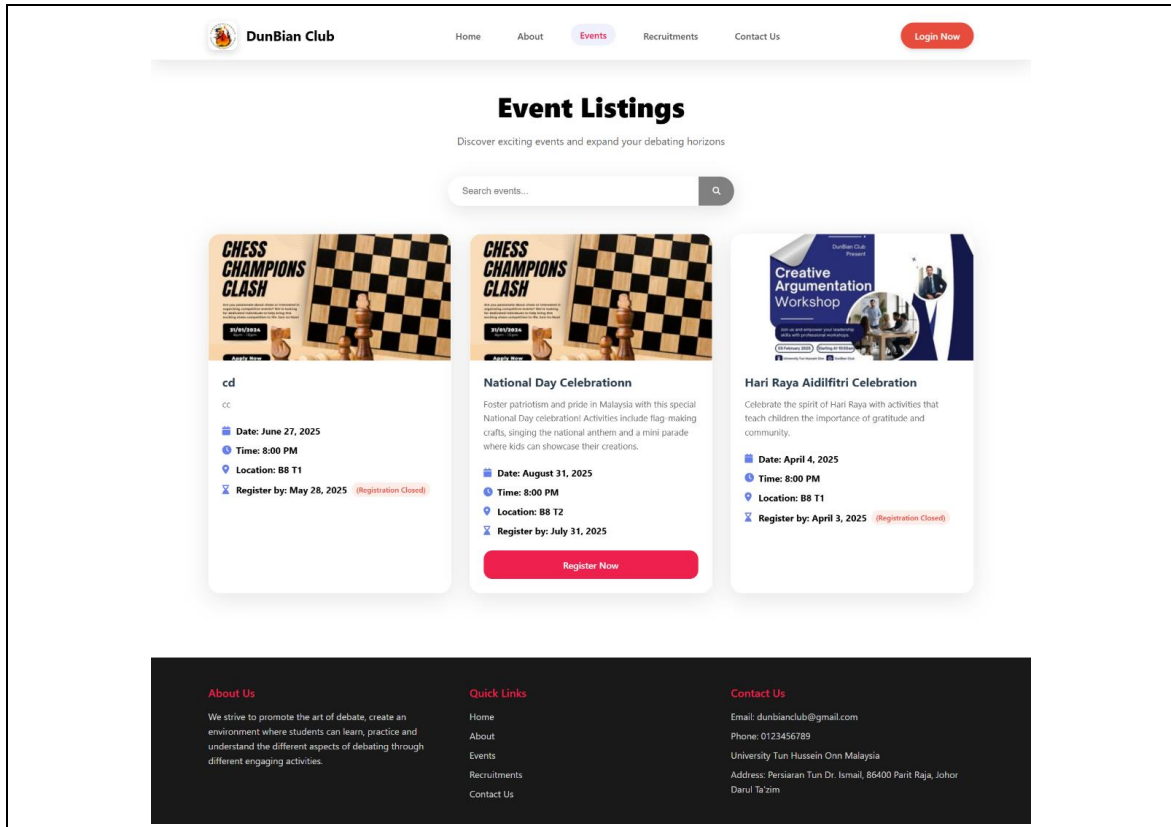 DunBian Club
Home
About
Events
Recruitments
Contact Us
Login Now
Event Listings
Discover exciting events and expand your debating horizons
Search events...
CHESS
CHAMPIONS
CLASH
31/01/2024
Apply Now
cd
cc
Date: June 27, 2025
Time: 8:00 PM
Location: B8 T1
Register by: May 28, 2025 (Registration Closed)
CHESS
CHAMPIONS
CLASH
31/01/2024
Apply Now
National Day Celebrationn
Foster patriotism and pride in Malaysia with this special
National Day celebration! Activities include flag-making
crafts, singing the national anthem and a mini parade
where kids can showcase their creations.
Date: August 31, 2025
Time: 8:00 PM
Location: B8 T2
Register by: July 31, 2025
Register Now
DunBian Club
Present
Creative
Argumentation
Workshop
Join us and empower your leadership
skills with professional workshops.
Hari Raya Aidilfitri Celebration
Celebrate the spirit of Hari Raya with activities that
teach children the importance of gratitude and
community.
Date: April 4, 2025
Time: 8:00 PM
Location: B8 T1
Register by: April 3, 2025 (Registration Closed)
About Us
We strive to promote the art of debate, create an
environment where students can learn, practice and
understand the different aspects of debating through
different engaging activities.
Quick Links
Home
About
Events
Recruitments
Contact Us
Contact Us
Email: dunbianclub@gmail.com
Phone: 0123456789
University Tun Hussein Onn Malaysia
Address: Persiaran Tun Dr. Ismail, 86400 Parit Raja, Johor
Darul Ta'zim